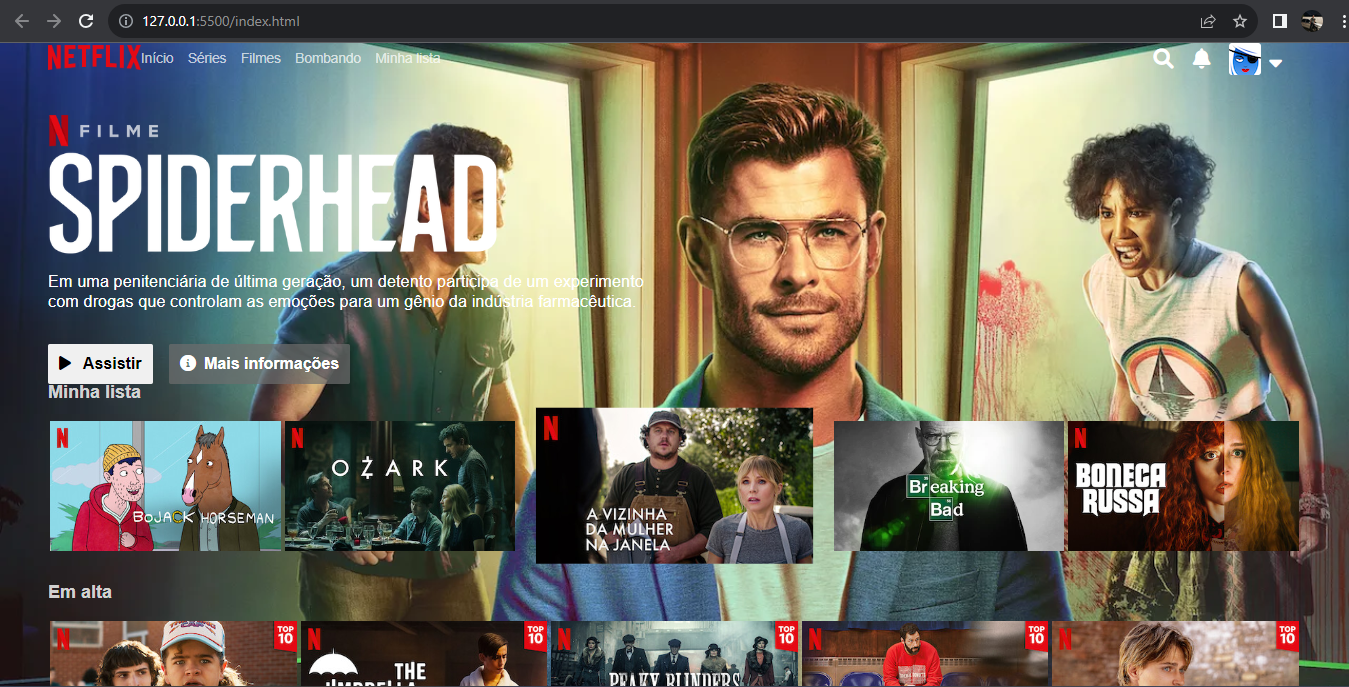 127.0.0.1:5500/index.html
NETFLIX Início Séries Filmes Bombando Minha lista
N FILME
SPIDERHEAD
Em uma penitenciária de última geração, um detento participa de um experimento
com drogas que controlam as emoções para um gênio da indústria farmacêutica.
Assistir Mais informações
Minha lista
N
BOJACK HORSEMAN
N
OZARK
N
A VIZINHA
DA MULHER
NA JANELA
Breaking
Bad
N
BONECA
RUSSA
Em alta
N TOP
10
N TOP
10
THE
UMBRELLA
N TOP
10
PEAKY BLINDERS
N TOP
10
N TOP
10